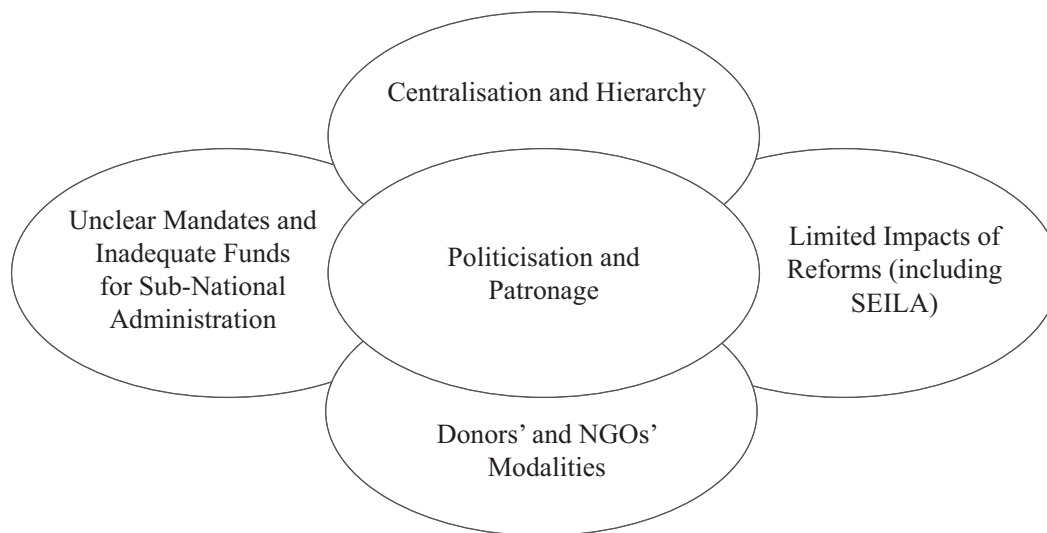 Centralisation and Hierarchy
Unclear Mandates and
Inadequate Funds
for Sub-National
Administration
Politicisation and
Patronage
Limited Impacts of
Reforms (including
SEILA)
Donors’ and NGOs’
Modalities